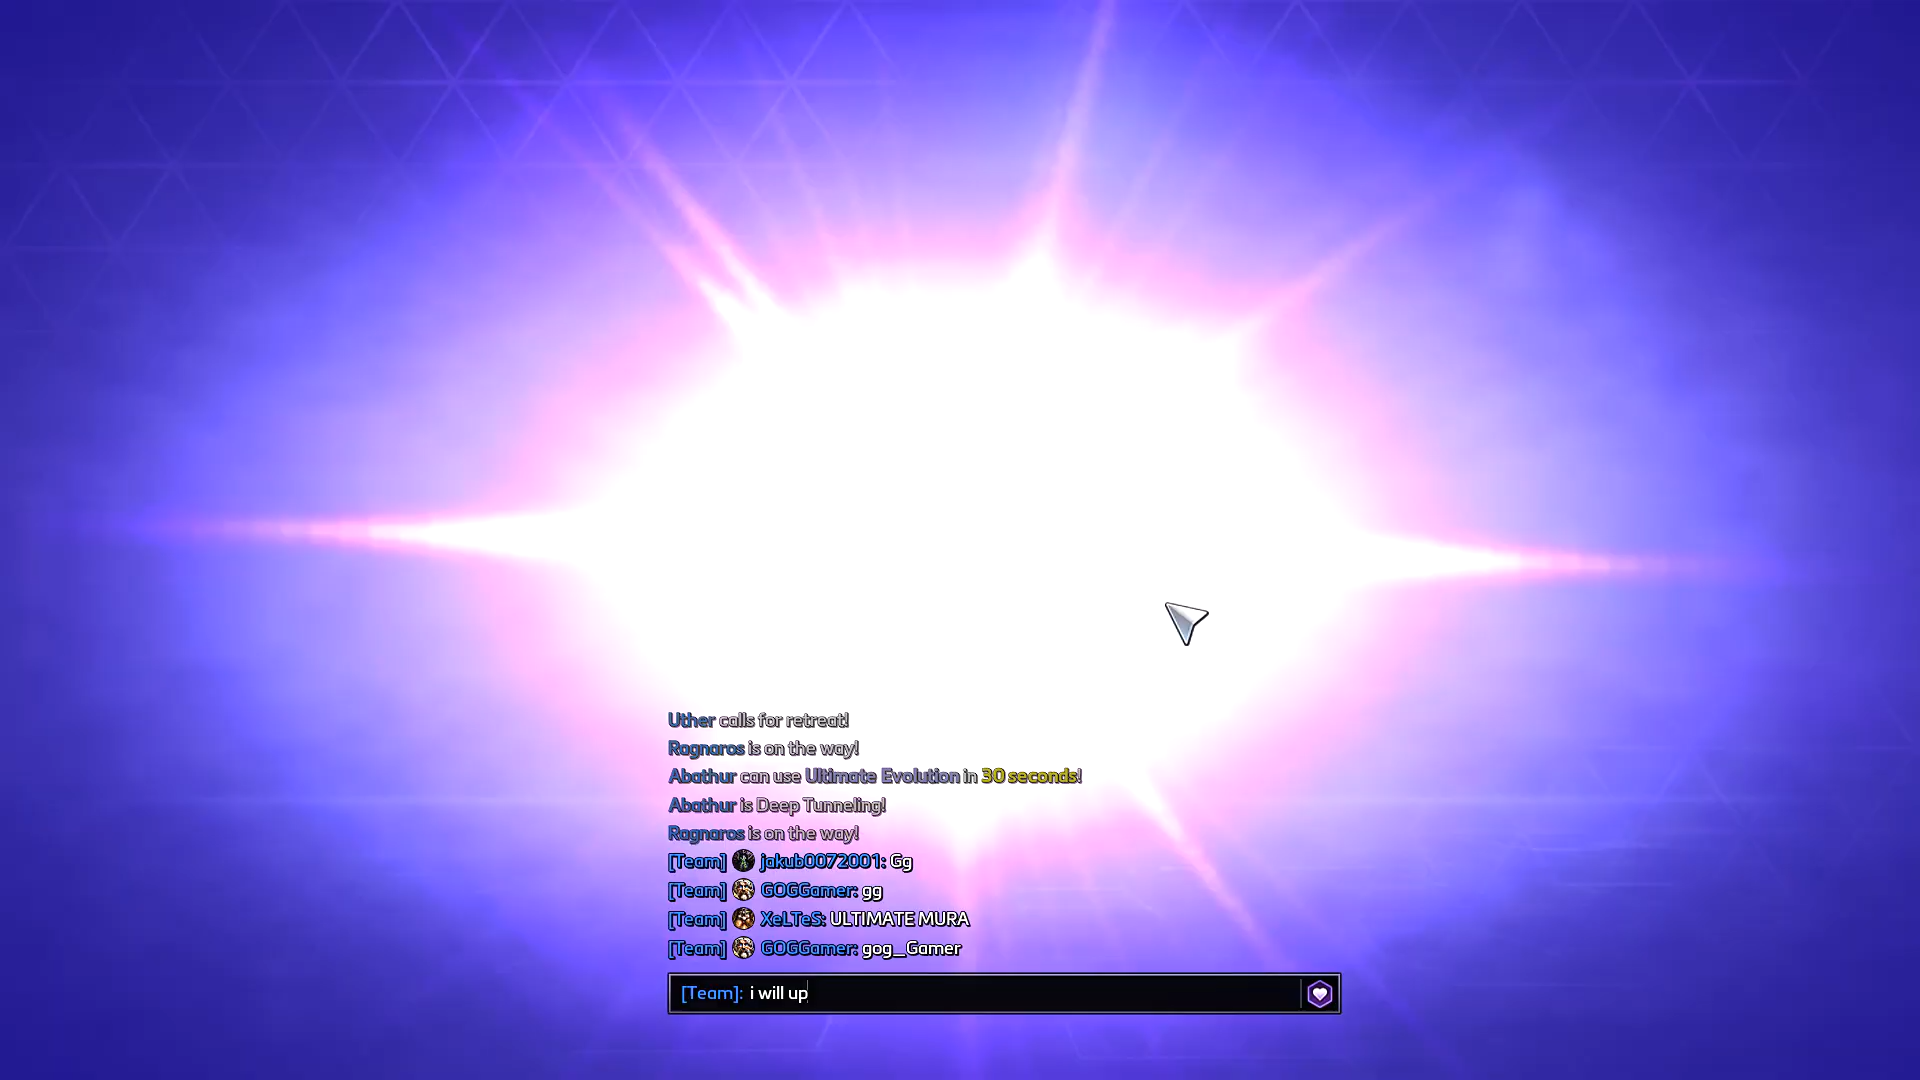 Uther calls for retreat!
Ragnaros is on the way!
Abathur can use Ultimate Evolution in 30 seconds!
Abathur is Deep Tunneling!
Ragnaros is on the way!
[Team] jakub0072001: Gg
[Team] GOGGamer: gg
[Team] XeLTeS: ULTIMATE MURA
[Team] GOGGamer: gog_Gamer
[Team]: i will up